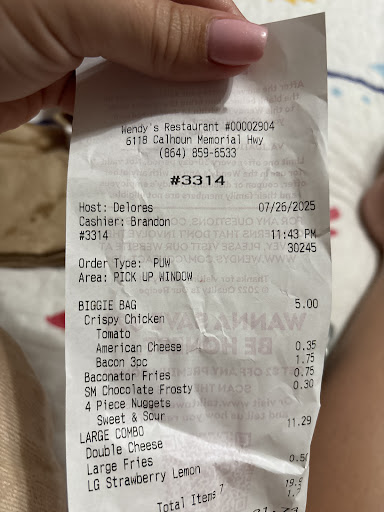 Wendy's Restaurant #00002904
6118 Calhoun Memorial Hwy
(864) 859-6533
#3314
Host: Delores 07/26/2025
Cashier: Brandon 11:43 PM
#3314 30245
Order Type: PUW
Area: PICK UP WINDOW
BIGGIE BAG 5.00
Crispy Chicken
Tomato
American Cheese 0.35
Bacon 3pc 1.75
Baconator Fries 0.75
SM Chocolate Frosty 0.30
4 Piece Nuggets
Sweet & Sour
LARGE COMBO 11.29
Double Cheese
Large Fries
LG Strawberry Lemon
Total Items 7